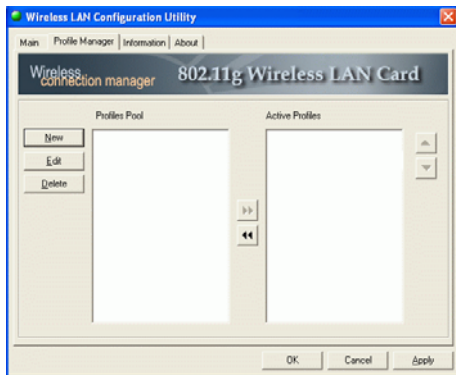 Wireless LAN Configuration Utility
Main Profile Manager Information About
Wireless
connection manager
802.11g Wireless LAN Card
Profiles Pool
Active Profiles
New
Edit
Delete
OK Cancel Apply